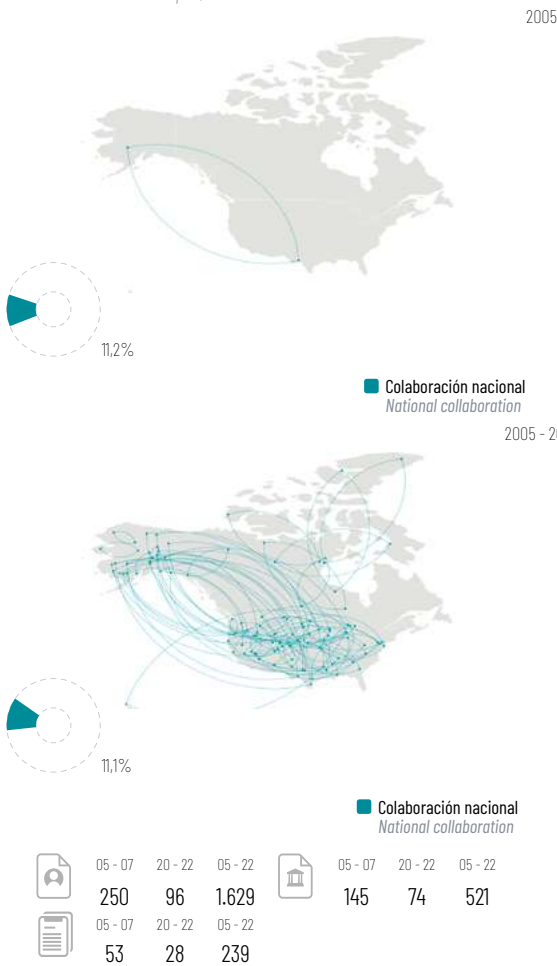 2005
11,2%
Colaboración nacional
National collaboration
2005 - 2
11,1%
Colaboración nacional
National collaboration
05 - 07 20 - 22 05 - 22 05 - 07 20 - 22 05 - 22
250 96 1.629 145 74 521
05 - 07 20 - 22 05 - 22
53 28 239